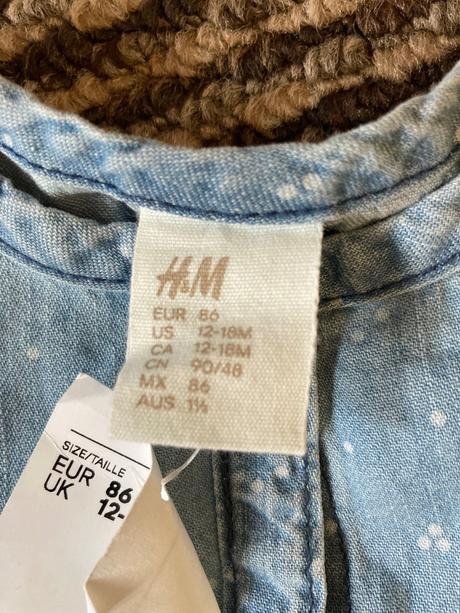 H&M
EUR 86
US 12-18M
CA 12-18M
CN 90/48
MX 86
AUS 1½
SIZE/TAILLE
EUR 86
UK 12-